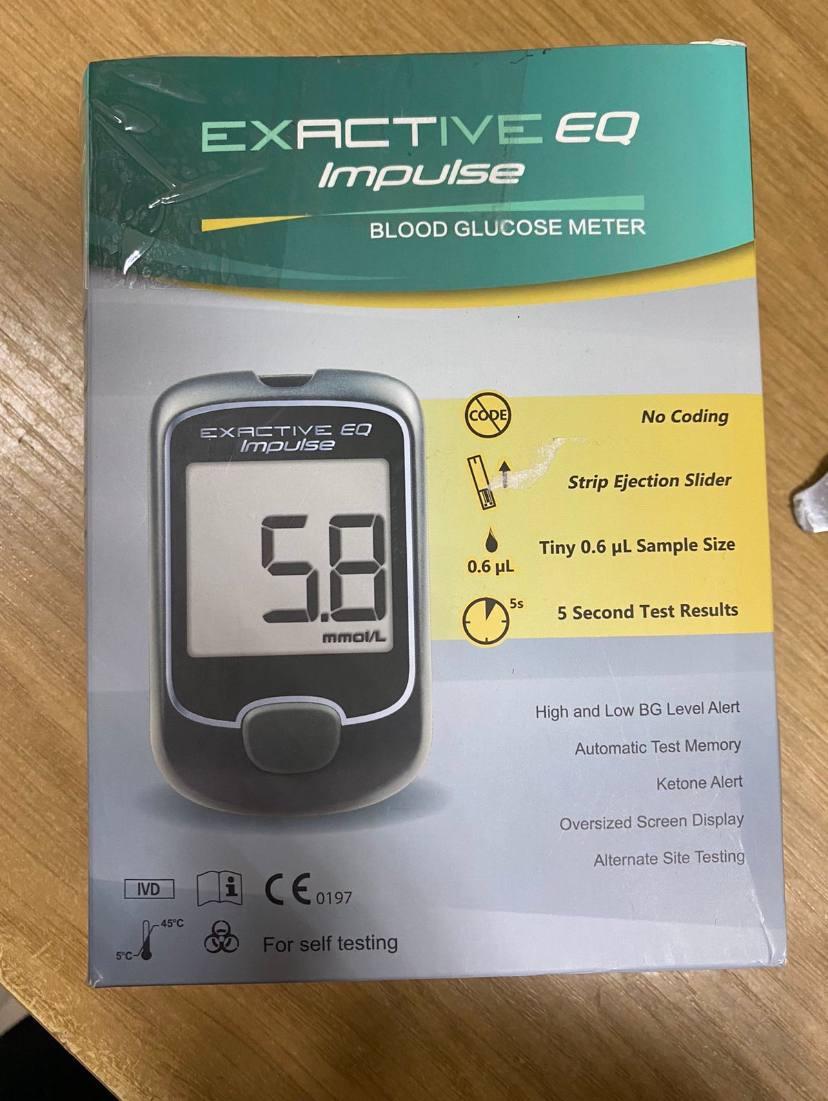 EXACTIVE EQ
Impulse
BLOOD GLUCOSE METER
EXACTIVE EQ
Impulse
5.8
mmol/L
CODE
No Coding
Strip Ejection Slider
0.6 µL
Tiny 0.6 µL Sample Size
5s
5 Second Test Results
High and Low BG Level Alert
Automatic Test Memory
Ketone Alert
Oversized Screen Display
Alternate Site Testing
IVD
i
CE 0197
45°C
5°C
For self testing